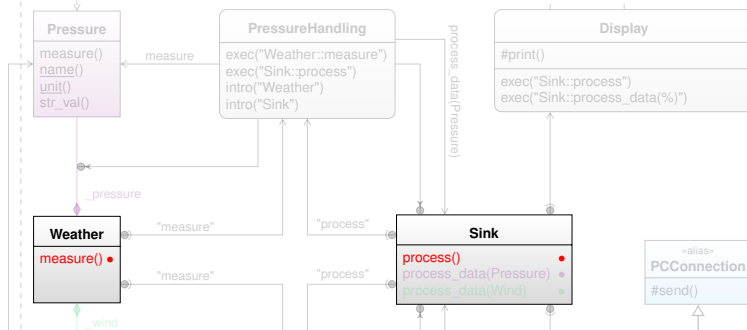 Pressure
measure()
name()
unit()
str_val()
measure
PressureHandling
exec("Weather::measure")
exec("Sink::process")
intro("Weather")
intro("Sink")
process_data(Pressure)
Display
#print()
exec("Sink::process")
exec("Sink::process_data(%)")
_pressure
Weather
measure()
"measure"
"measure"
"process"
"process"
Sink
process()
process_data(Pressure)
process_data(Wind)
«alias»
PCConnection
#send()
_wind